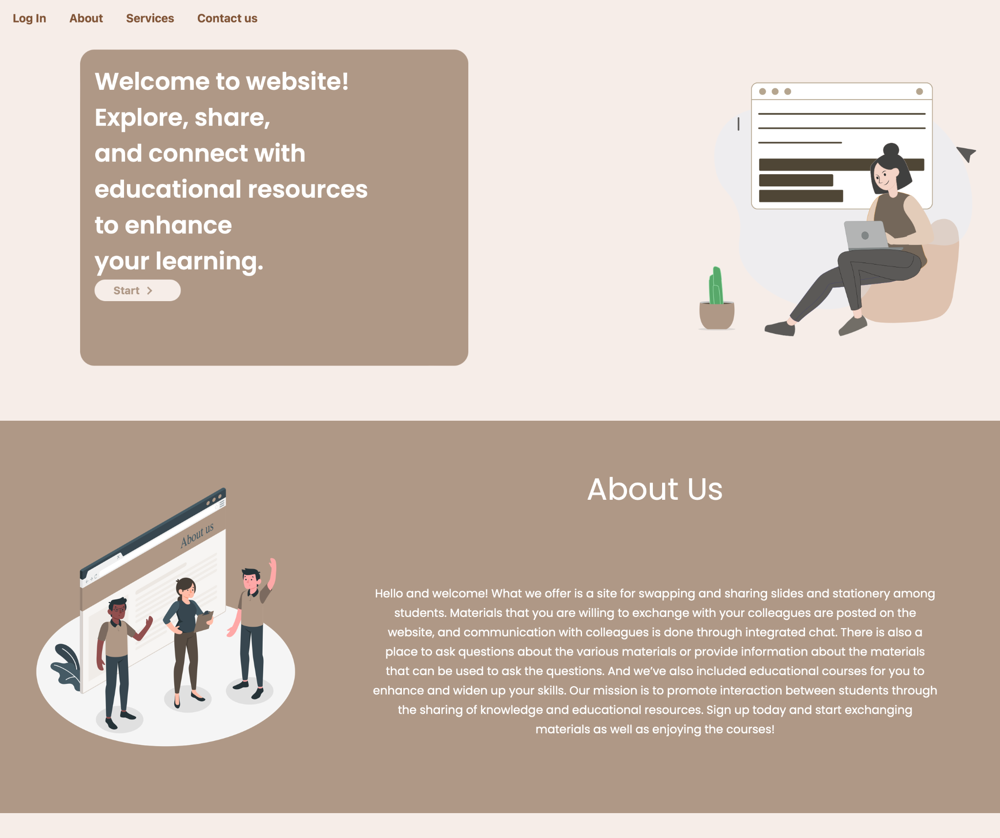 Log In About Services Contact us
Welcome to website!
Explore, share,
and connect with
educational resources
to enhance
your learning.
Start
About Us
About us
Hello and welcome! What we offer is a site for swapping and sharing slides and stationery among
students. Materials that you are willing to exchange with your colleagues are posted on the
website, and communication with colleagues is done through integrated chat. There is also a
place to ask questions about the various materials or provide information about the materials
that can be used to ask the questions. And we’ve also included educational courses for you to
enhance and widen up your skills. Our mission is to promote interaction between students through
the sharing of knowledge and educational resources. Sign up today and start exchanging
materials as well as enjoying the courses!